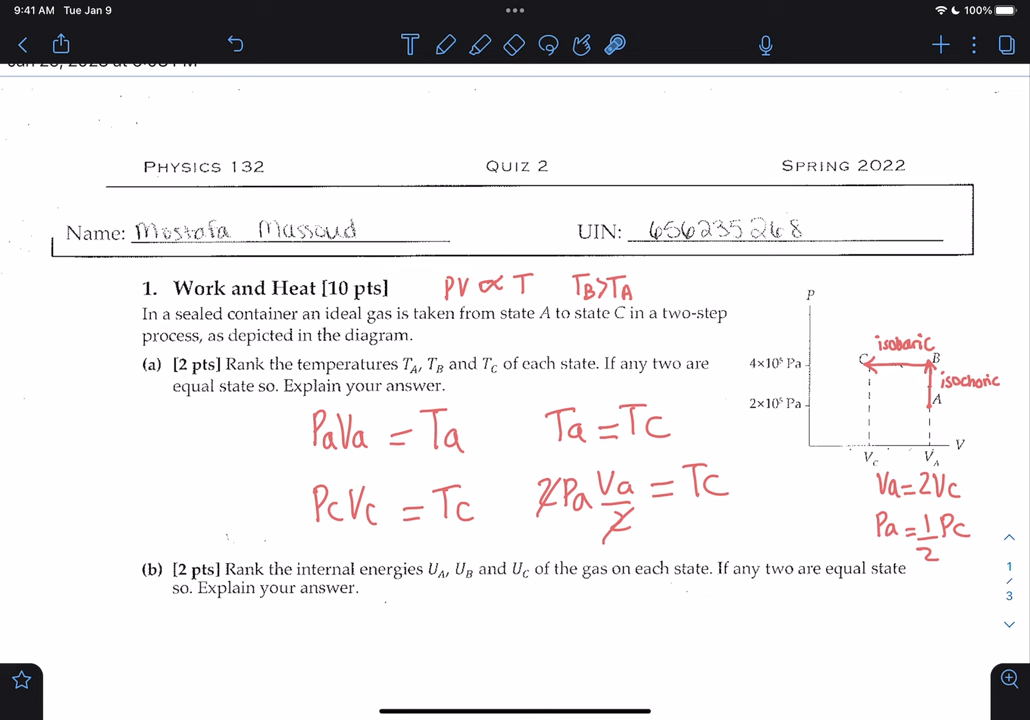 9:41 AM Tue Jan 9
100%
PHYSICS 132
QUIZ 2
SPRING 2022
Name: Mostafa Massoud
UIN: 656235268
1. Work and Heat [10 pts]
PV ∝ T
TB>TA
In a sealed container an ideal gas is taken from state A to state C in a two-step
process, as depicted in the diagram.
(a) [2 pts] Rank the temperatures TA, TB and TC of each state. If any two are
equal state so. Explain your answer.
P
isobaric
C
B
4×10⁵ Pa
isochoric
2×10⁵ Pa
A
V
VC
VA
PaVa = Ta
Ta = Tc
PcVc = Tc
2Pa Va/2 = Tc
Va=2Vc
Pa = 1/2 Pc
(b) [2 pts] Rank the internal energies UA, UB and UC of the gas on each state. If any two are equal state
so. Explain your answer.
1
/
3